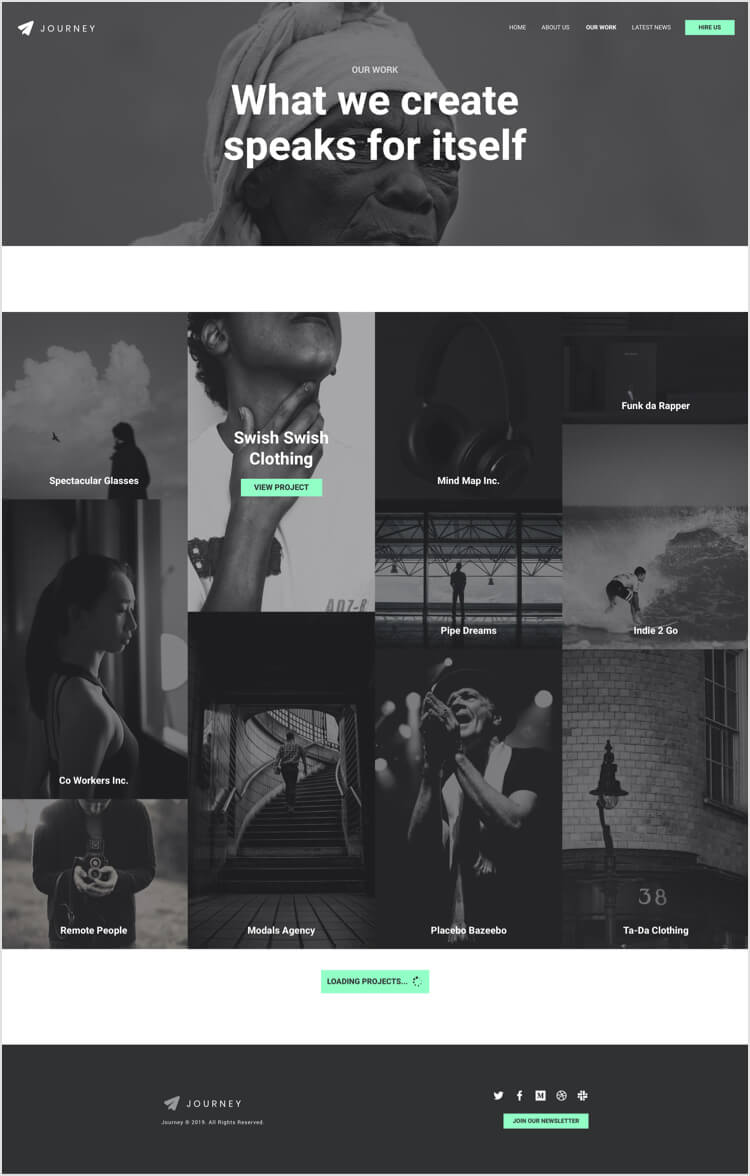 JOURNEY
HOME ABOUT US OUR WORK LATEST NEWS HIRE US
OUR WORK
What we create
speaks for itself
Spectacular Glasses
Swish Swish
Clothing
VIEW PROJECT
Mind Map Inc.
Funk da Rapper
Pipe Dreams
Indie 2 Go
Co Workers Inc.
Remote People
Modals Agency
Placebo Bazeebo
38
Ta-Da Clothing
LOADING PROJECTS...
JOURNEY
Journey © 2019. All Rights Reserved.
M
JOIN OUR NEWSLETTER